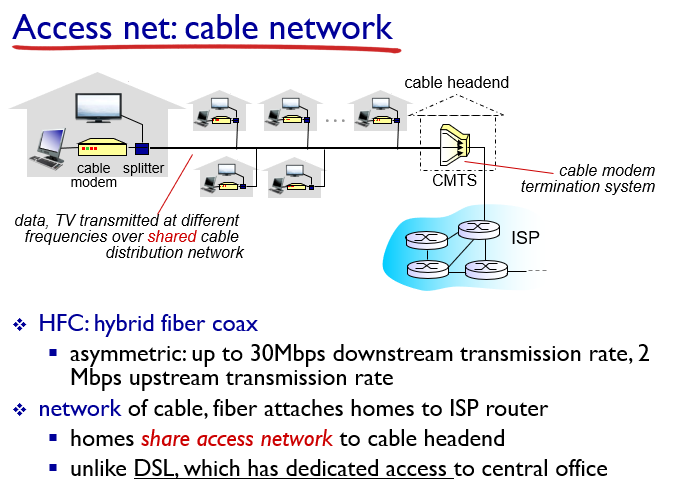 Access net: cable network
cable headend
cable
modem
splitter
...
CMTS
cable modem
termination system
data, TV transmitted at different
frequencies over shared cable
distribution network
ISP
❖ HFC: hybrid fiber coax
▪ asymmetric: up to 30Mbps downstream transmission rate, 2
Mbps upstream transmission rate
❖ network of cable, fiber attaches homes to ISP router
▪ homes share access network to cable headend
▪ unlike DSL, which has dedicated access to central office